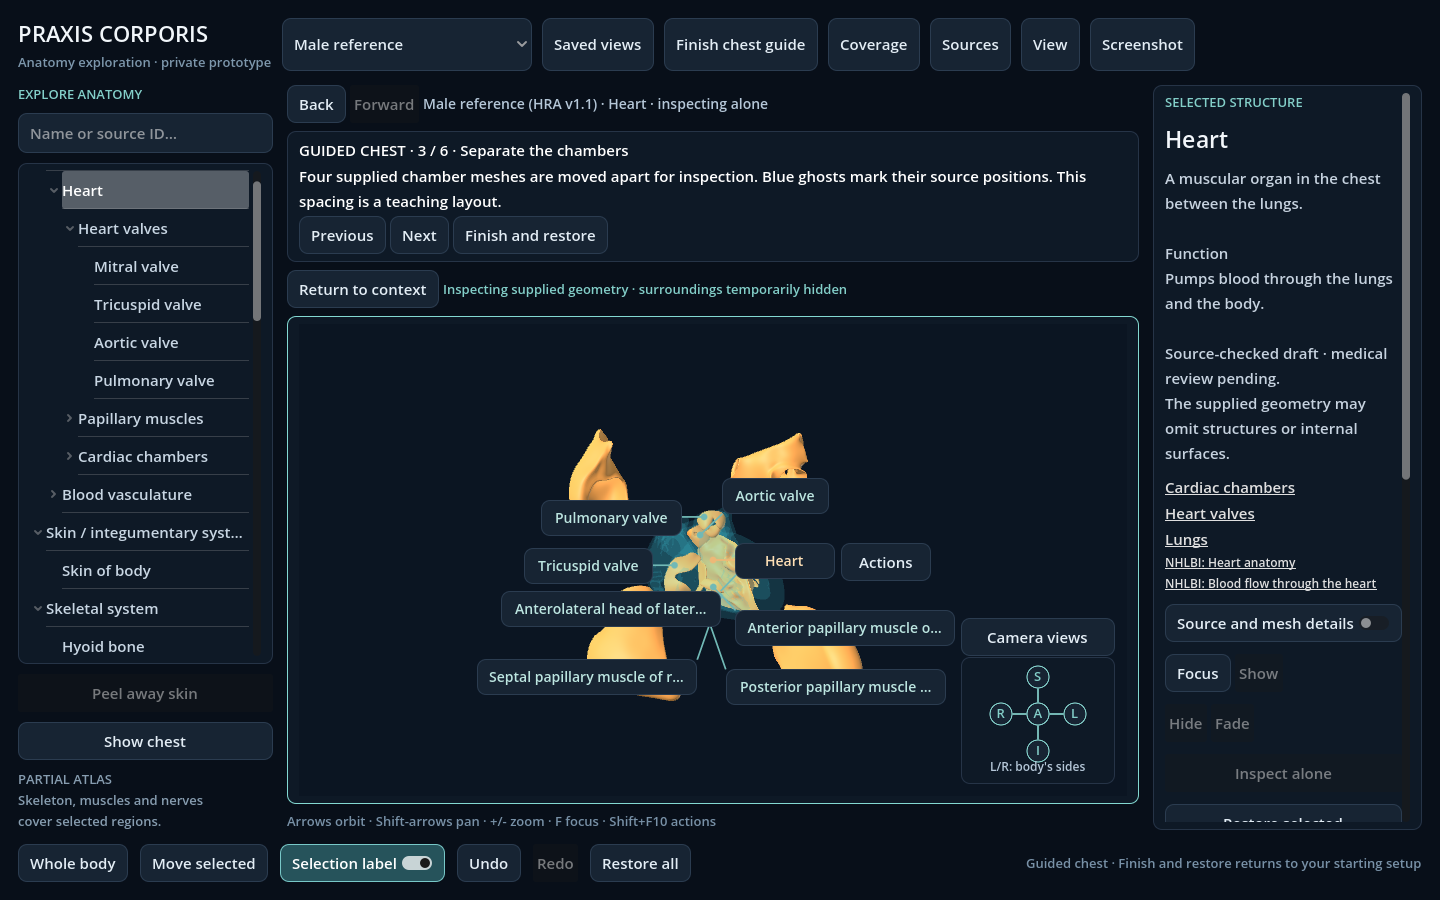 PRAXIS CORPORIS
Anatomy exploration · private prototype
Male reference
Saved views
Finish chest guide
Coverage
Sources
View
Screenshot
EXPLORE ANATOMY
Name or source ID...
Heart
Heart valves
Mitral valve
Tricuspid valve
Aortic valve
Pulmonary valve
Papillary muscles
Cardiac chambers
Blood vasculature
Skin / integumentary syst...
Skin of body
Skeletal system
Hyoid bone
Peel away skin
Show chest
PARTIAL ATLAS
Skeleton, muscles and nerves
cover selected regions.
Back
Forward
Male reference (HRA v1.1) · Heart · inspecting alone
GUIDED CHEST · 3 / 6 · Separate the chambers
Four supplied chamber meshes are moved apart for inspection. Blue ghosts mark their source positions. This
spacing is a teaching layout.
Previous
Next
Finish and restore
Return to context
Inspecting supplied geometry · surroundings temporarily hidden
Aortic valve
Pulmonary valve
Heart
Actions
Tricuspid valve
Anterolateral head of later...
Anterior papillary muscle o...
Septal papillary muscle of r...
Posterior papillary muscle ...
Camera views
S
R
A
L
I
L/R: body's sides
Arrows orbit · Shift-arrows pan · +/- zoom · F focus · Shift+F10 actions
SELECTED STRUCTURE
Heart
A muscular organ in the chest
between the lungs.
Function
Pumps blood through the lungs
and the body.
Source-checked draft · medical
review pending.
The supplied geometry may
omit structures or internal
surfaces.
Cardiac chambers
Heart valves
Lungs
NHLBI: Heart anatomy
NHLBI: Blood flow through the heart
Source and mesh details
Focus
Show
Hide
Fade
Inspect alone
Restore selected
Whole body
Move selected
Selection label
Undo
Redo
Restore all
Guided chest · Finish and restore returns to your starting setup